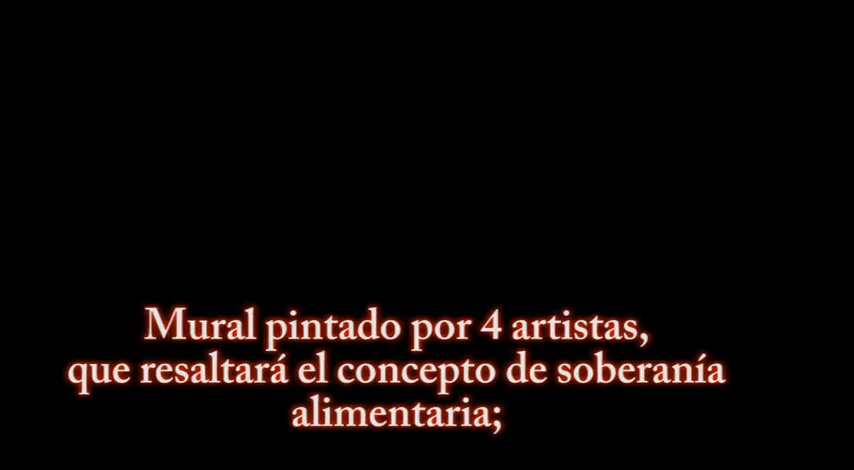 Mural pintado por 4 artistas,
que resaltará el concepto de soberanía
alimentaria;